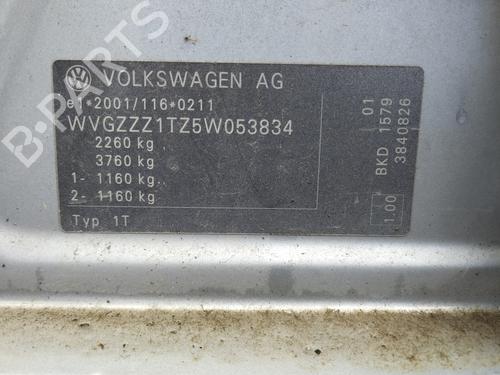 VOLKSWAGEN AG
e1*2001/116*0211
WVGZZZ1TZ5W053834
2260 kg
3760 kg
1- 1160 kg
2- 1160 kg
Typ 1T
01
BKD 1579
3840826
1.00
B-PARTS